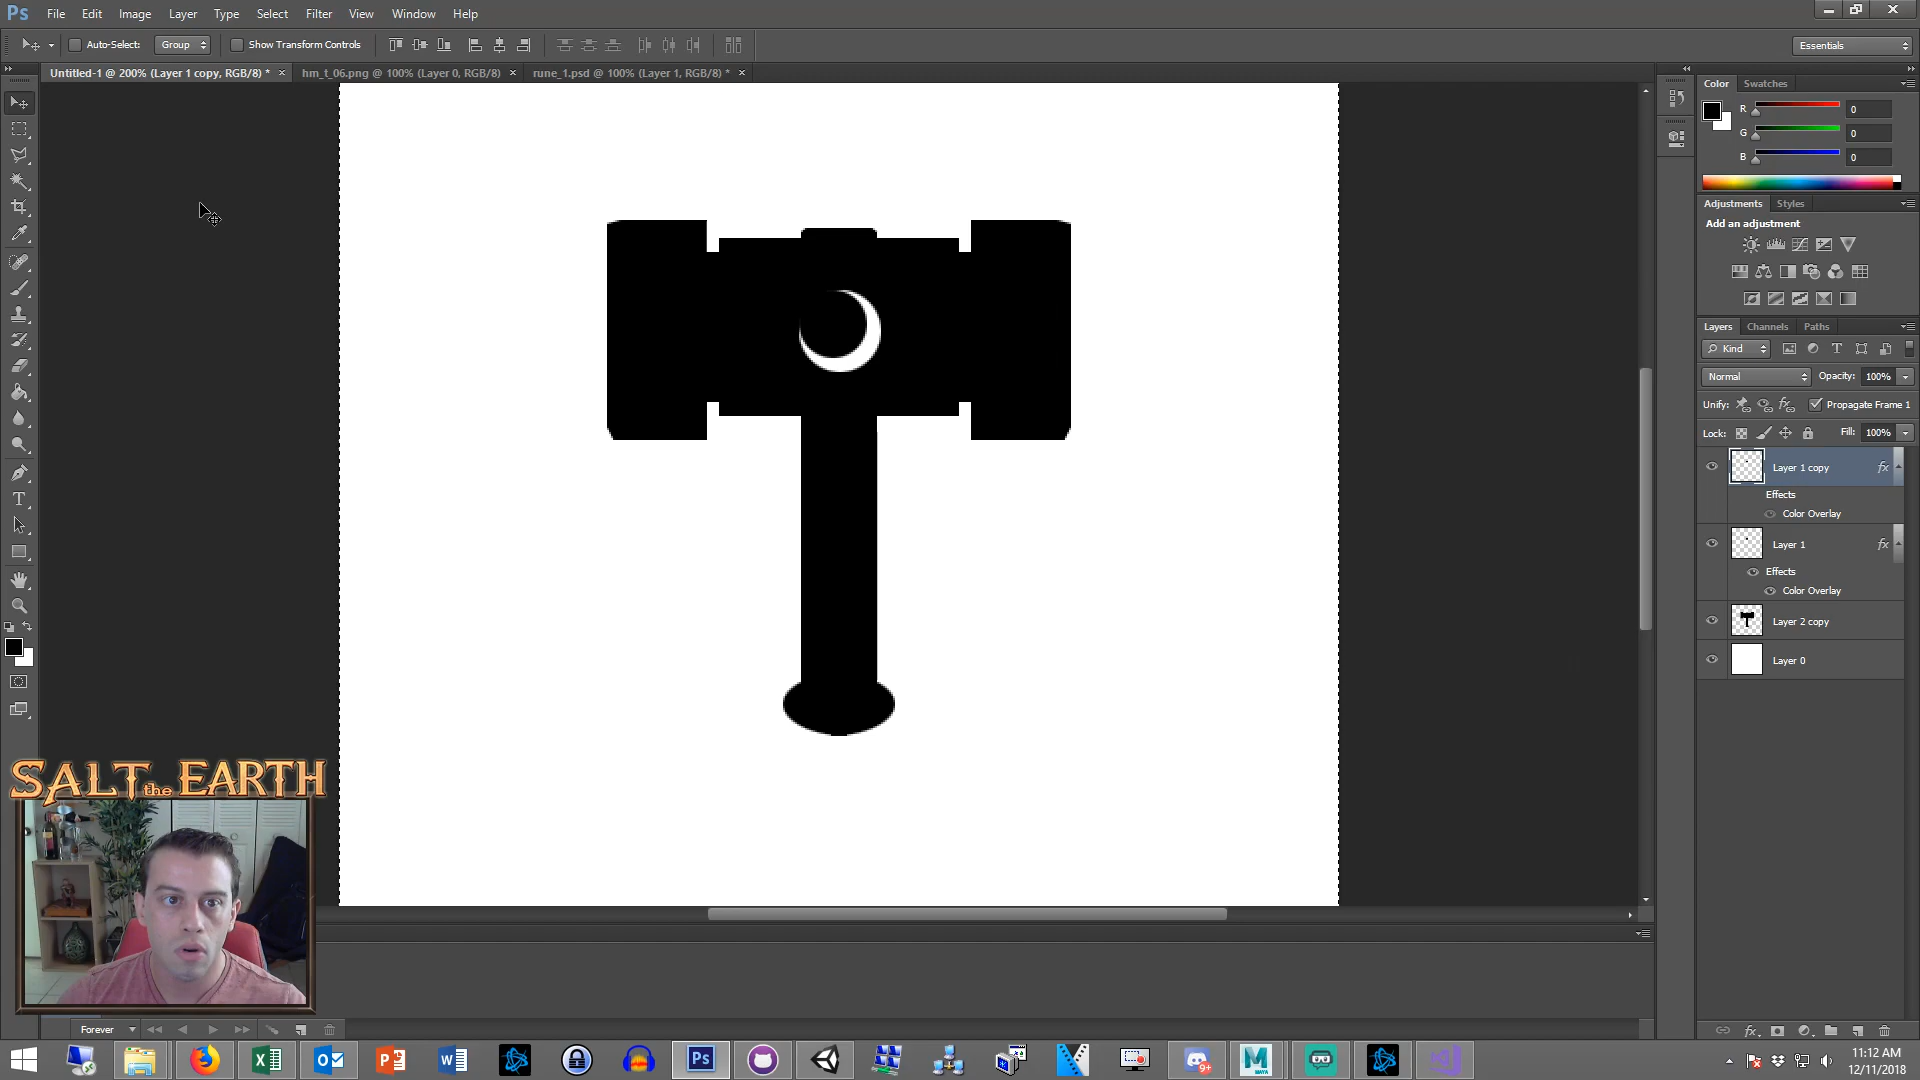 Ps File Edit Image Layer Type Select Filter View Window Help
Auto-Select: Group Show Transform Controls Essentials
Untitled-1 @ 200% (Layer 1 copy, RGB/8) * × hm_t_06.png @ 100% (Layer 0, RGB/8) × rune_1.psd @ 100% (Layer 1, RGB/8) * ×
Color Swatches
R 0
G 0
B 0
Adjustments Styles
Add an adjustment
Layers Channels Paths
Kind
Normal Opacity: 100%
Unify: Propagate Frame 1
Lock: Fill: 100%
Layer 1 copy fx
Effects
Color Overlay
Layer 1 fx
Effects
Color Overlay
Layer 2 copy
Layer 0
SALT the EARTH
Forever
9+
MAYA
11:12 AM
12/11/2018